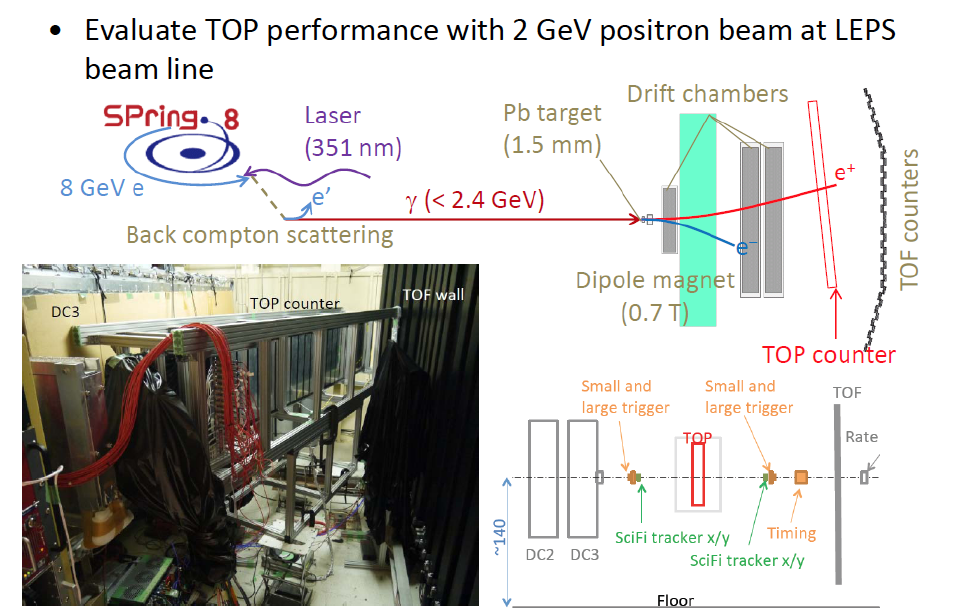 • Evaluate TOP performance with 2 GeV positron beam at LEPS
beam line
SPring-8
Laser
(351 nm)
8 GeV e
e'
γ (< 2.4 GeV)
Back compton scattering
Pb target
(1.5 mm)
Drift chambers
e+
e−
Dipole magnet
(0.7 T)
TOF counters
TOP counter
DC3
TOP counter
TOF wall
Small and
large trigger
Small and
large trigger
TOF
TOP
Rate
~140
DC2
DC3
SciFi tracker x/y
SciFi tracker x/y
Timing
Floor